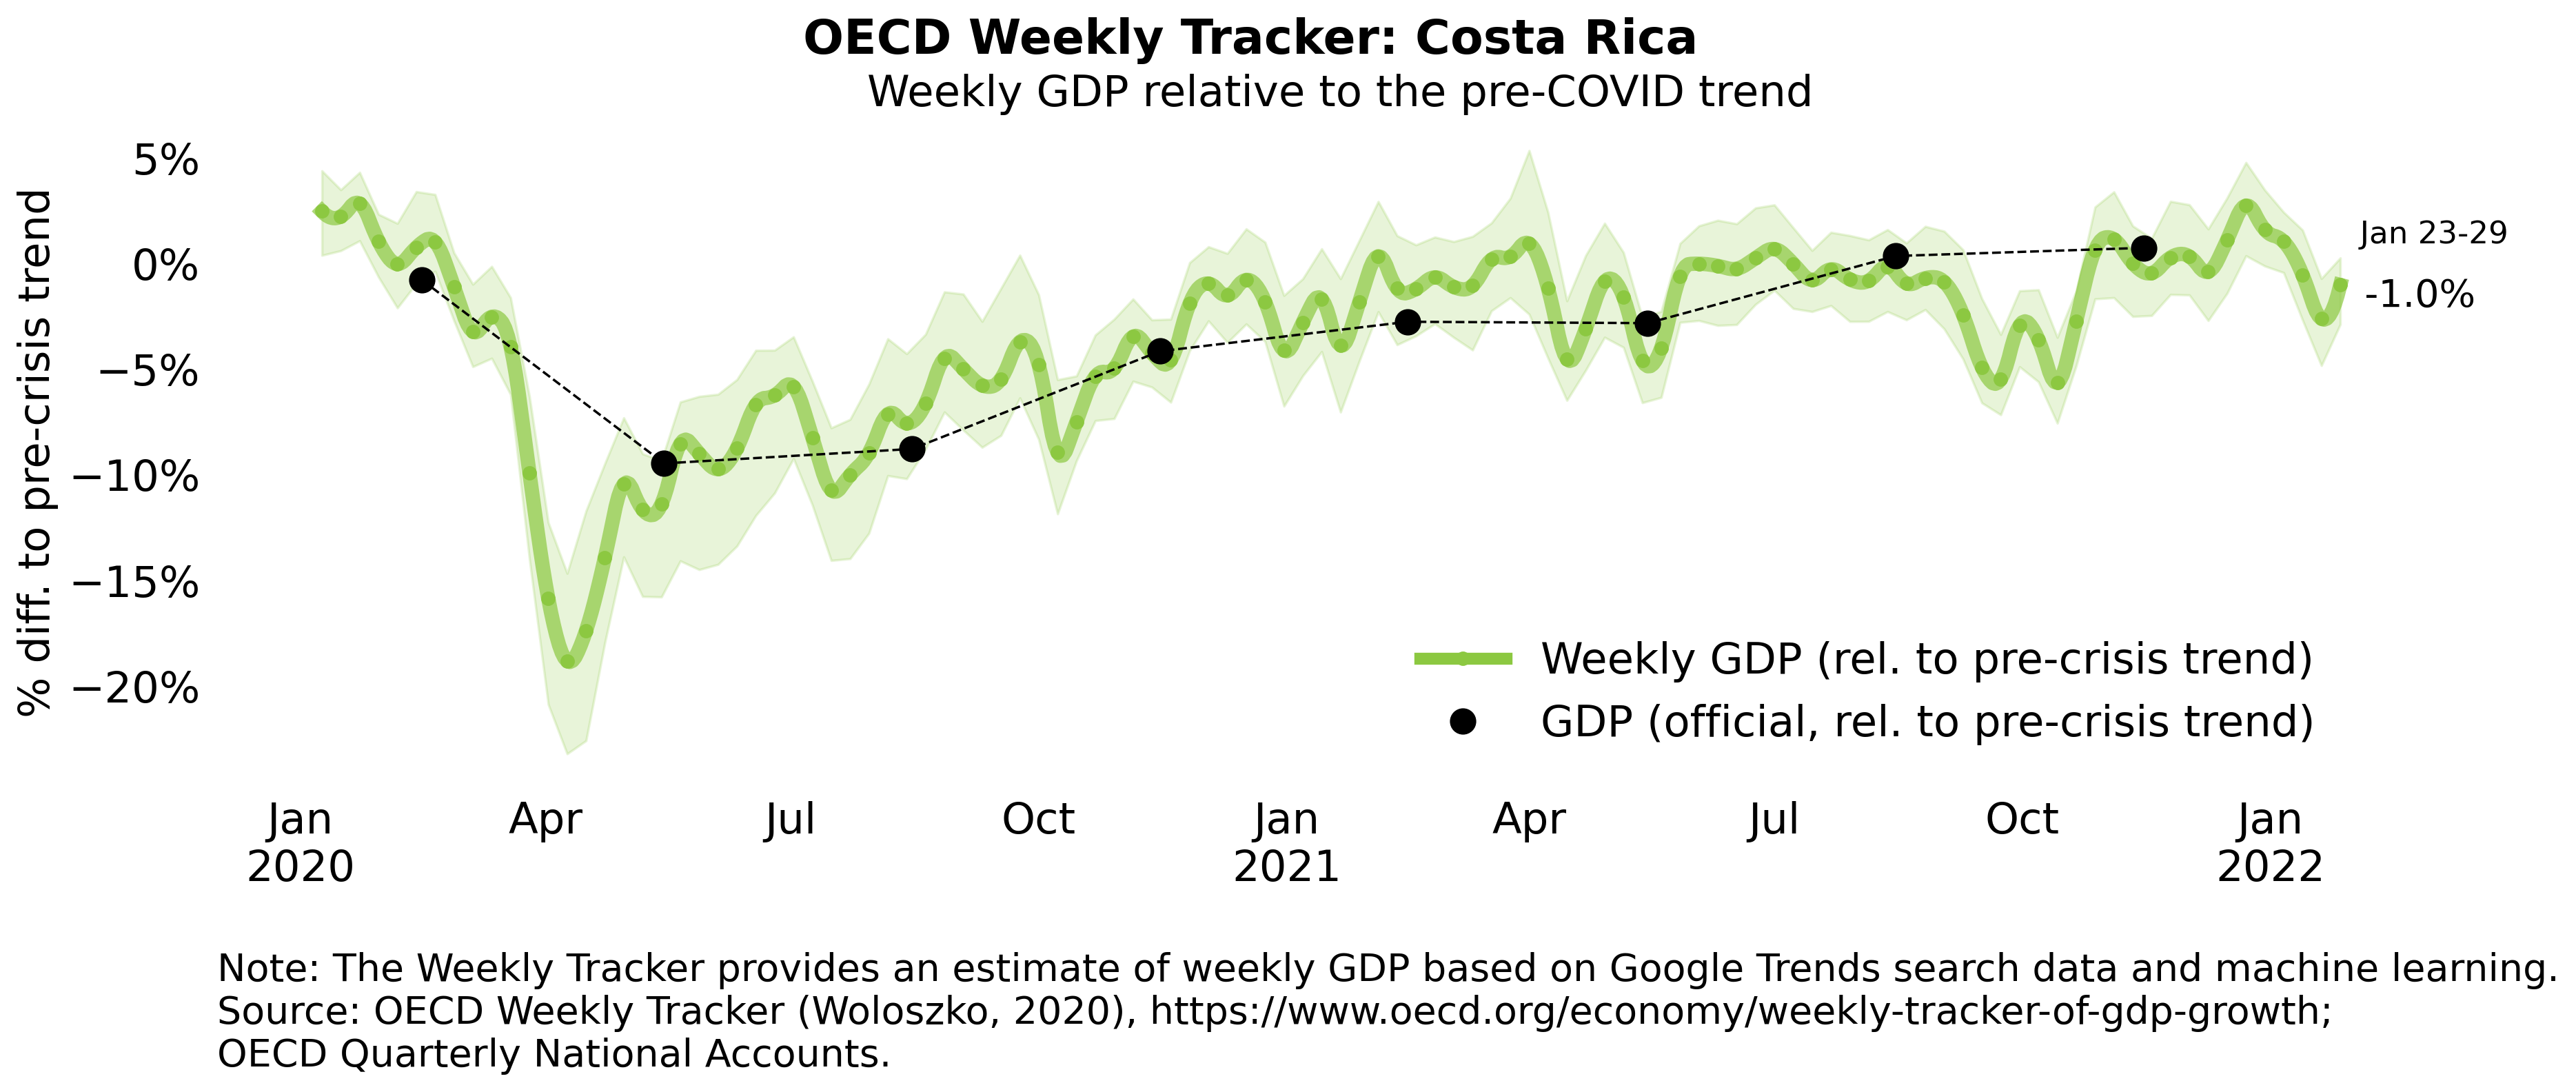 OECD Weekly Tracker: Costa Rica
Weekly GDP relative to the pre-COVID trend
% diff. to pre-crisis trend
5%
0%
−5%
−10%
−15%
−20%
Jan 23-29
-1.0%
Weekly GDP (rel. to pre-crisis trend)
GDP (official, rel. to pre-crisis trend)
Jan Apr Jul Oct Jan Apr Jul Oct Jan
2020 2021 2022
Note: The Weekly Tracker provides an estimate of weekly GDP based on Google Trends search data and machine learning.
Source: OECD Weekly Tracker (Woloszko, 2020), https://www.oecd.org/economy/weekly-tracker-of-gdp-growth;
OECD Quarterly National Accounts.